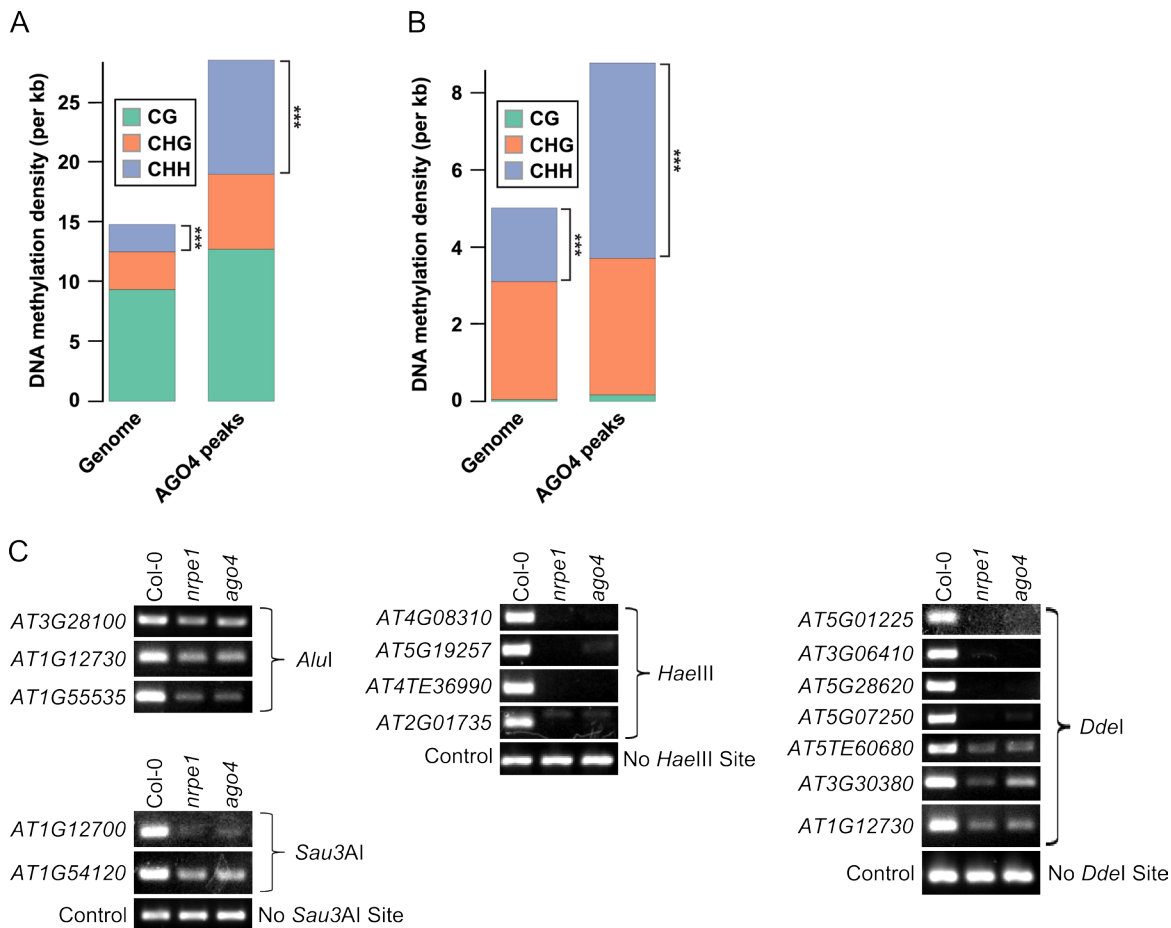 A
DNA methylation density (per kb)
25
20
15
10
5
0
CG
CHG
CHH
***
***
Genome
AGO4 peaks
B
DNA methylation density (per kb)
8
6
4
2
0
CG
CHG
CHH
***
***
Genome
AGO4 peaks
C
Col-0 nrpe1 ago4
AT3G28100
AT1G12730
AT1G55535
AluI
Col-0 nrpe1 ago4
AT1G12700
AT1G54120
Sau3AI
Control No Sau3AI Site
Col-0 nrpe1 ago4
AT4G08310
AT5G19257
AT4TE36990
AT2G01735
HaeIII
Control No HaeIII Site
Col-0 nrpe1 ago4
AT5G01225
AT3G06410
AT5G28620
AT5G07250
AT5TE60680
AT3G30380
AT1G12730
DdeI
Control No DdeI Site